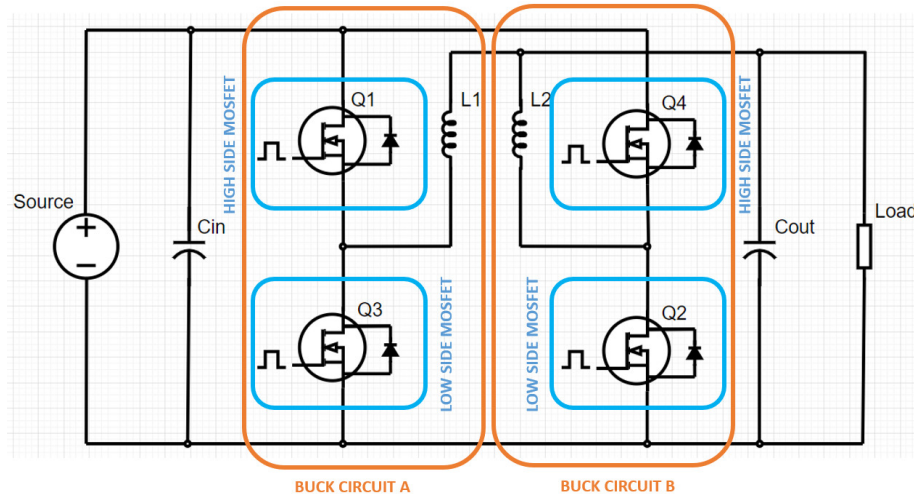 Source
Cin
HIGH SIDE MOSFET
Q1
L1
L2
Q4
HIGH SIDE MOSFET
Cout
Load
Q3
LOW SIDE MOSFET
LOW SIDE MOSFET
Q2
BUCK CIRCUIT A
BUCK CIRCUIT B